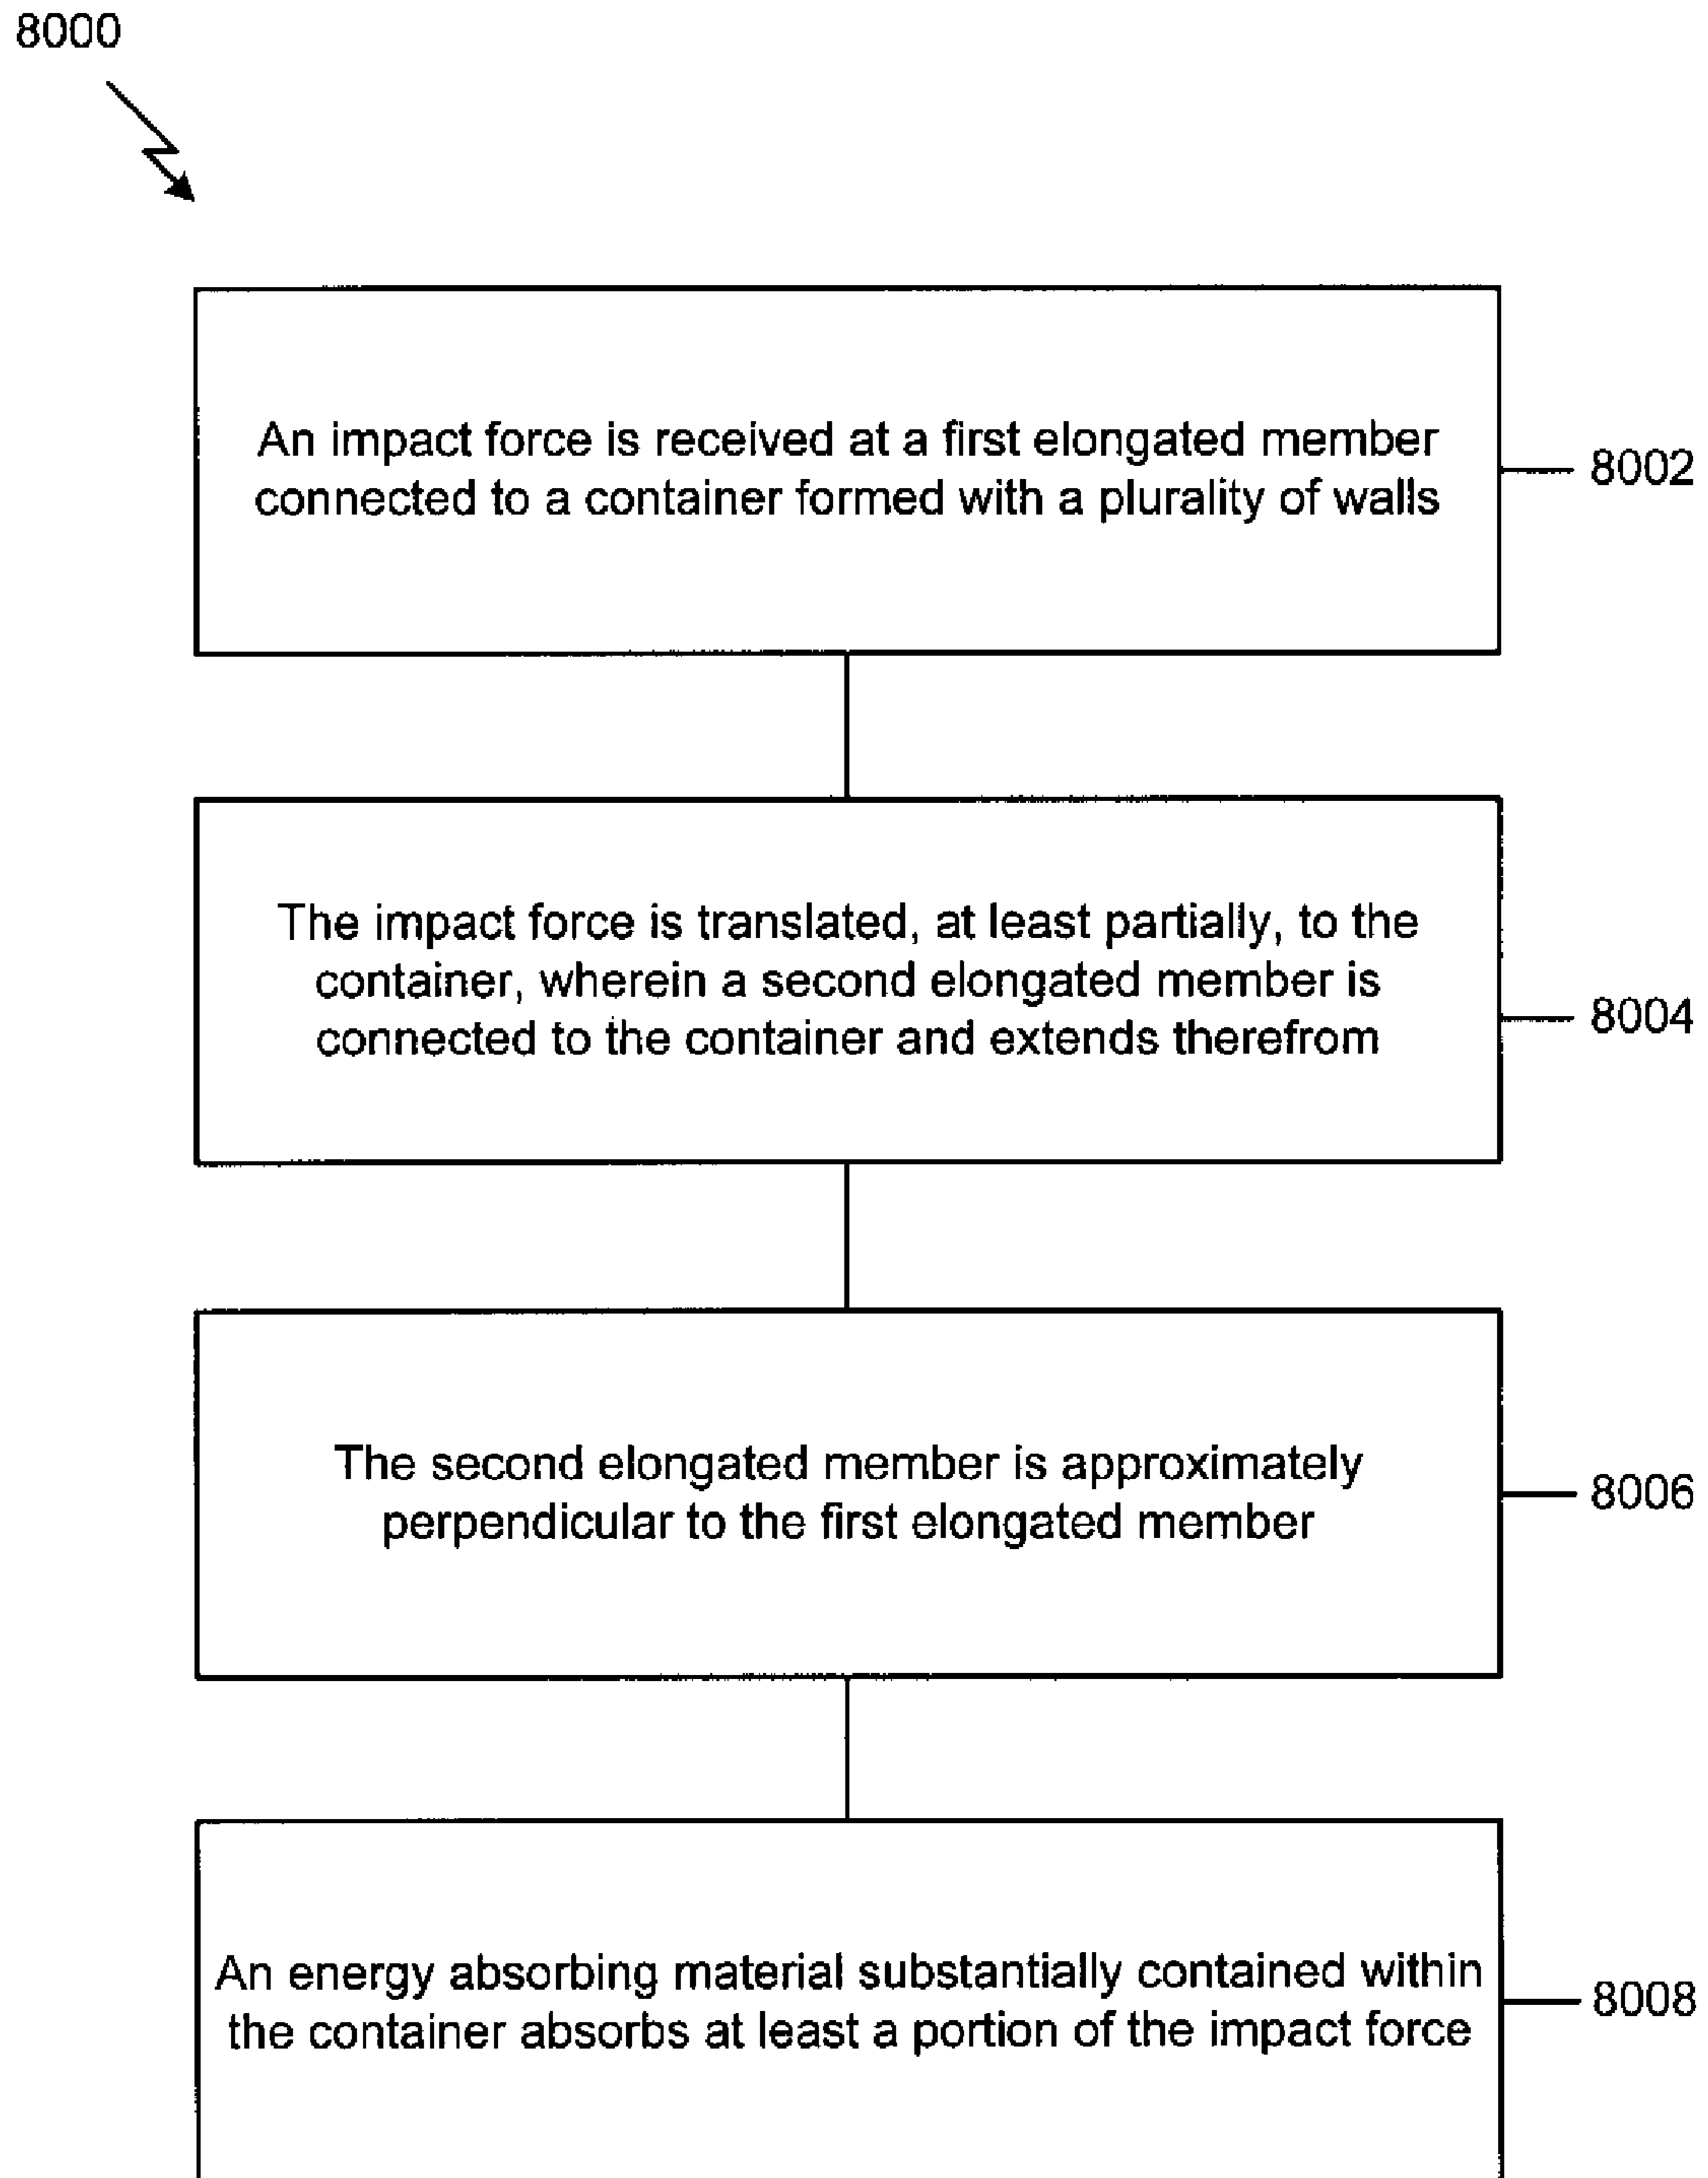 8000
An impact force is received at a first elongated member
connected to a container formed with a plurality of walls
8002
The impact force is translated, at least partially, to the
container, wherein a second elongated member is
connected to the container and extends therefrom
8004
The second elongated member is approximately
perpendicular to the first elongated member
8006
An energy absorbing material substantially contained within
the container absorbs at least a portion of the impact force
8008